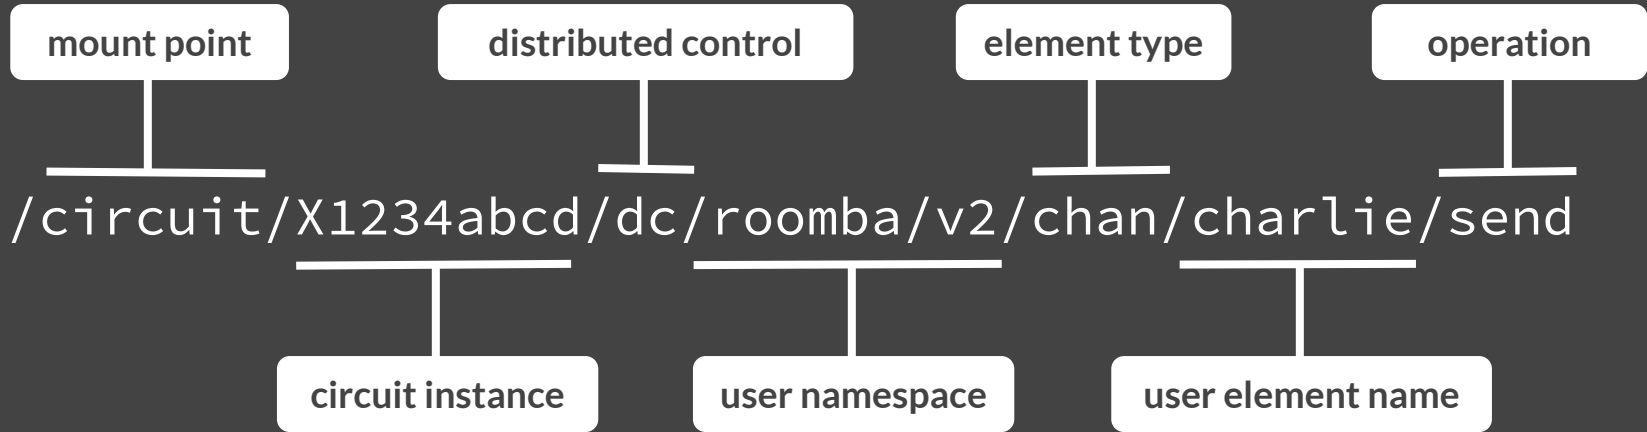 mount point
distributed control
element type
operation
/circuit/X1234abcd/dc/roomba/v2/chan/charlie/send
circuit instance
user namespace
user element name